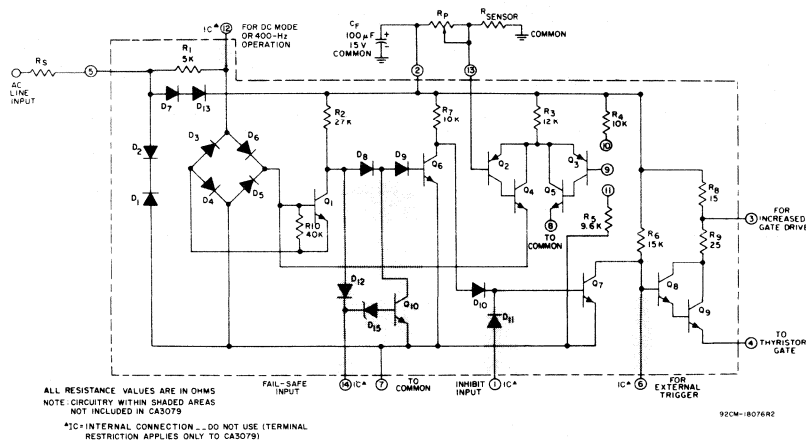 IC▲ 12
FOR DC MODE
OR 400-Hz
OPERATION
CF
100μF
15 V
COMMON
RP
RSENSOR
COMMON
RS
AC
LINE
INPUT
5
R1
5K
2
13
D7
D13
R2
27K
R7
10K
R3
12K
R4
10K
10
D2
D1
D3
D6
D4
D5
D8
D9
Q6
Q1
R10
40K
Q2
Q4
Q5
Q3
9
11
8
TO
COMMON
R5
9.6K
R8
15
R9
25
3
FOR
INCREASED
GATE DRIVE
R6
15K
D12
D15
Q10
D10
D11
Q7
Q8
Q9
4
TO
THYRISTOR
GATE
FAIL-SAFE
INPUT
14 IC▲
7
TO
COMMON
INHIBIT
INPUT
1 IC▲
IC▲ 6
FOR
EXTERNAL
TRIGGER
ALL RESISTANCE VALUES ARE IN OHMS
NOTE: CIRCUITRY WITHIN SHADED AREAS
NOT INCLUDED IN CA3079
▲IC=INTERNAL CONNECTION__DO NOT USE (TERMINAL
RESTRICTION APPLIES ONLY TO CA3079)
92CM-18076R2